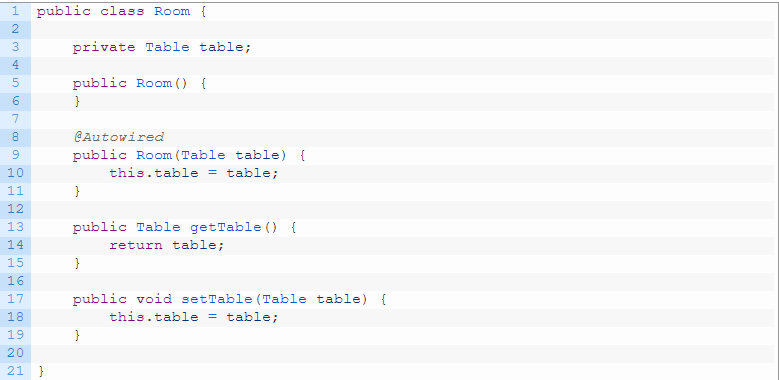 1 public class Room {
2
3     private Table table;
4
5     public Room() {
6     }
7
8     @Autowired
9     public Room(Table table) {
10         this.table = table;
11     }
12
13     public Table getTable() {
14         return table;
15     }
16
17     public void setTable(Table table) {
18         this.table = table;
19     }
20
21 }